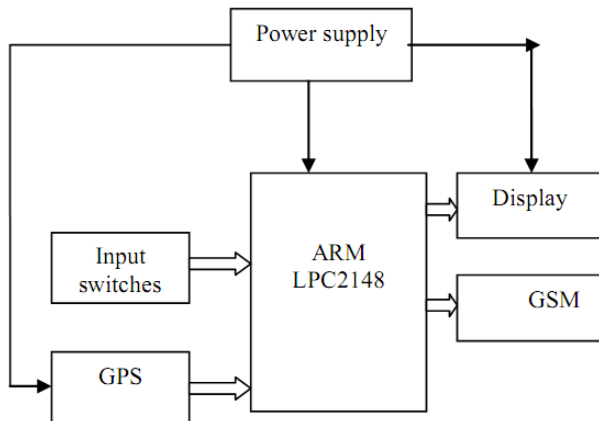 Power supply
Display
ARM
LPC2148
Input
switches
GSM
GPS